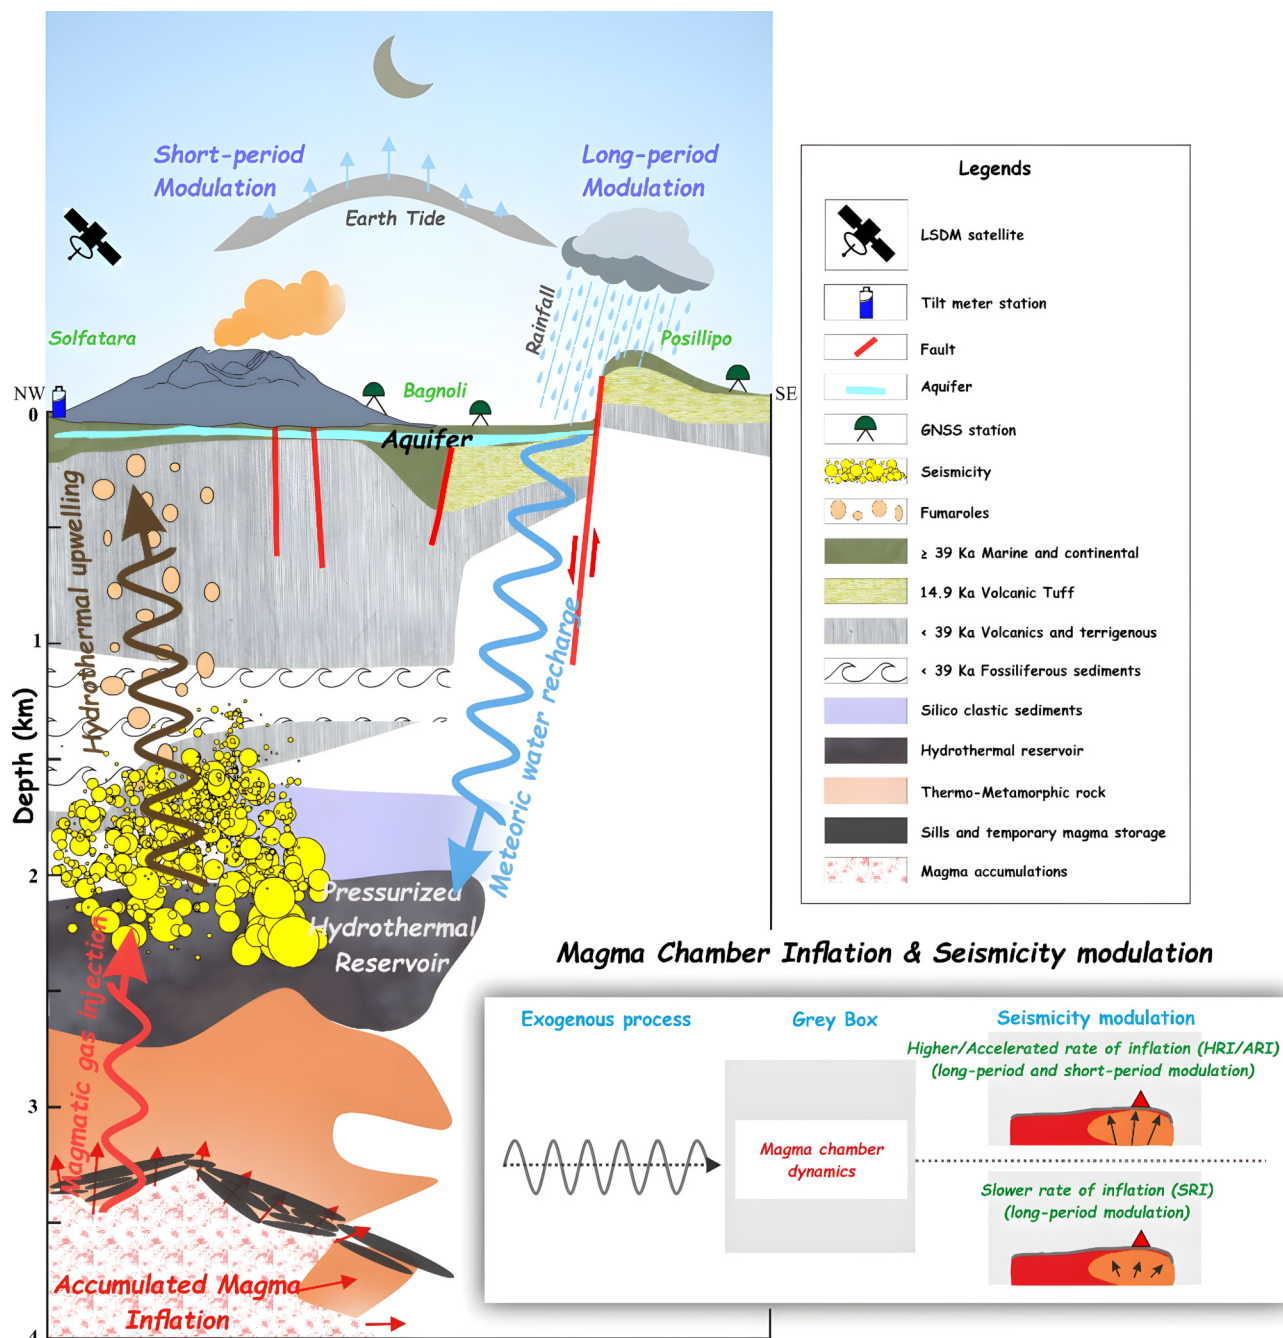 Short-period
Modulation
Long-period
Modulation
Earth Tide
Rainfall
Solfatara
Posillipo
Bagnoli
NW
SE
0
Aquifer
Hydrothermal upwelling
1
Meteoric water recharge
Depth (km)
2
Pressurized
Hydrothermal
Reservoir
Magmatic gas injection
3
Accumulated Magma
Inflation
4
Legends
LSDM satellite
Tilt meter station
Fault
Aquifer
GNSS station
Seismicity
Fumaroles
≥ 39 Ka Marine and continental
14.9 Ka Volcanic Tuff
< 39 Ka Volcanics and terrigenous
< 39 Ka Fossiliferous sediments
Silico clastic sediments
Hydrothermal reservoir
Thermo-Metamorphic rock
Sills and temporary magma storage
Magma accumulations
Magma Chamber Inflation & Seismicity modulation
Exogenous process
Grey Box
Seismicity modulation
Higher/Accelerated rate of inflation (HRI/ARI)
(long-period and short-period modulation)
Magma chamber
dynamics
Slower rate of inflation (SRI)
(long-period modulation)